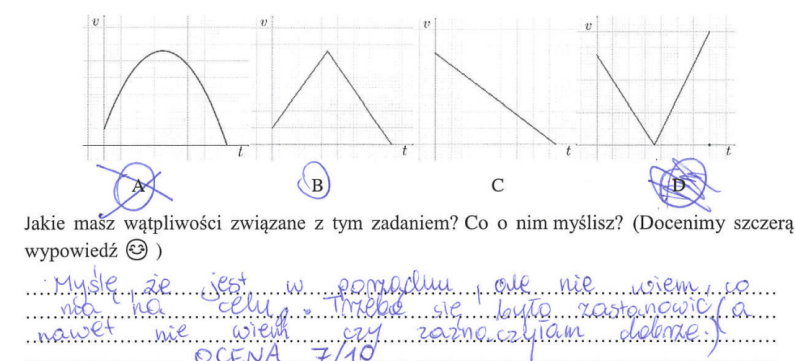 v v v v
t t t t
A B C D
Jakie masz wątpliwości związane z tym zadaniem? Co o nim myślisz? (Docenimy szczerą
wypowiedź 😊 )
Myślę, że jest w porządku, ale nie wiem, co
ma na celu. Trzeba się było zastanowić (a
nawet nie wiem czy zaznaczyłam dobrze.)
OCENA 7/10